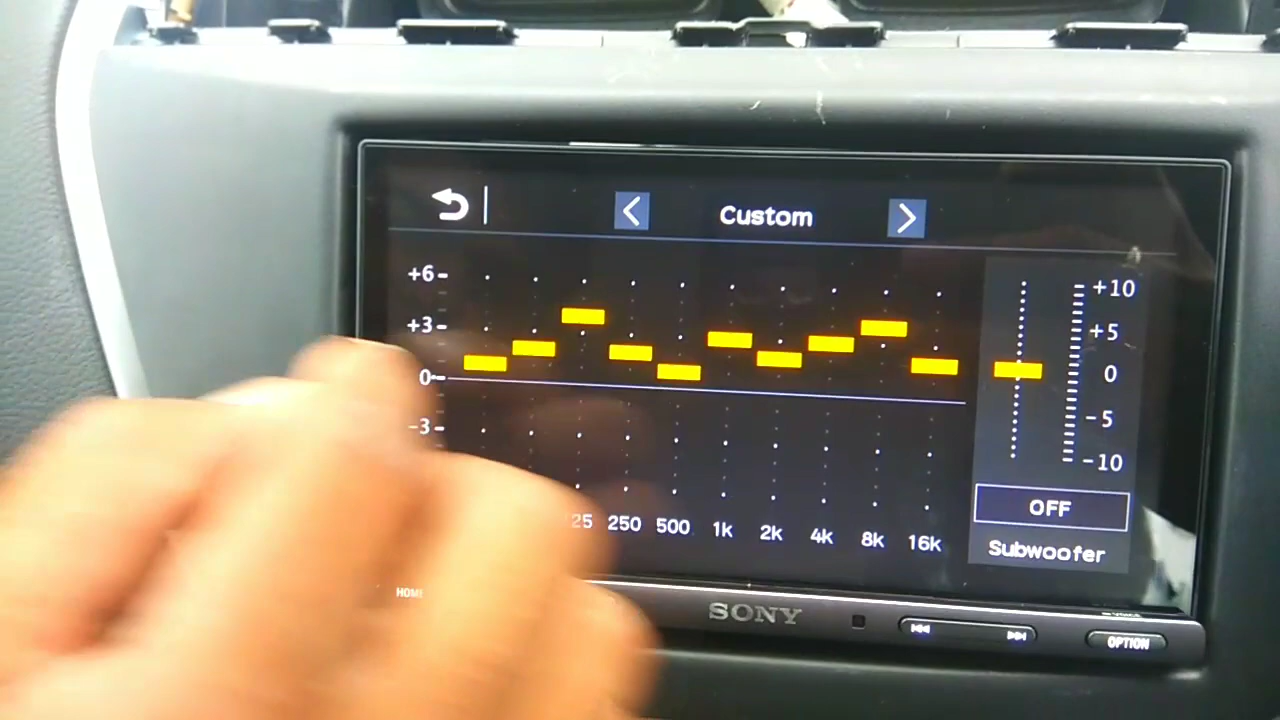 Custom
+6
+3
0
-3
+10
+5
0
-5
-10
25 250 500 1k 2k 4k 8k 16k
OFF
Subwoofer
HOME
SONY
OPTION